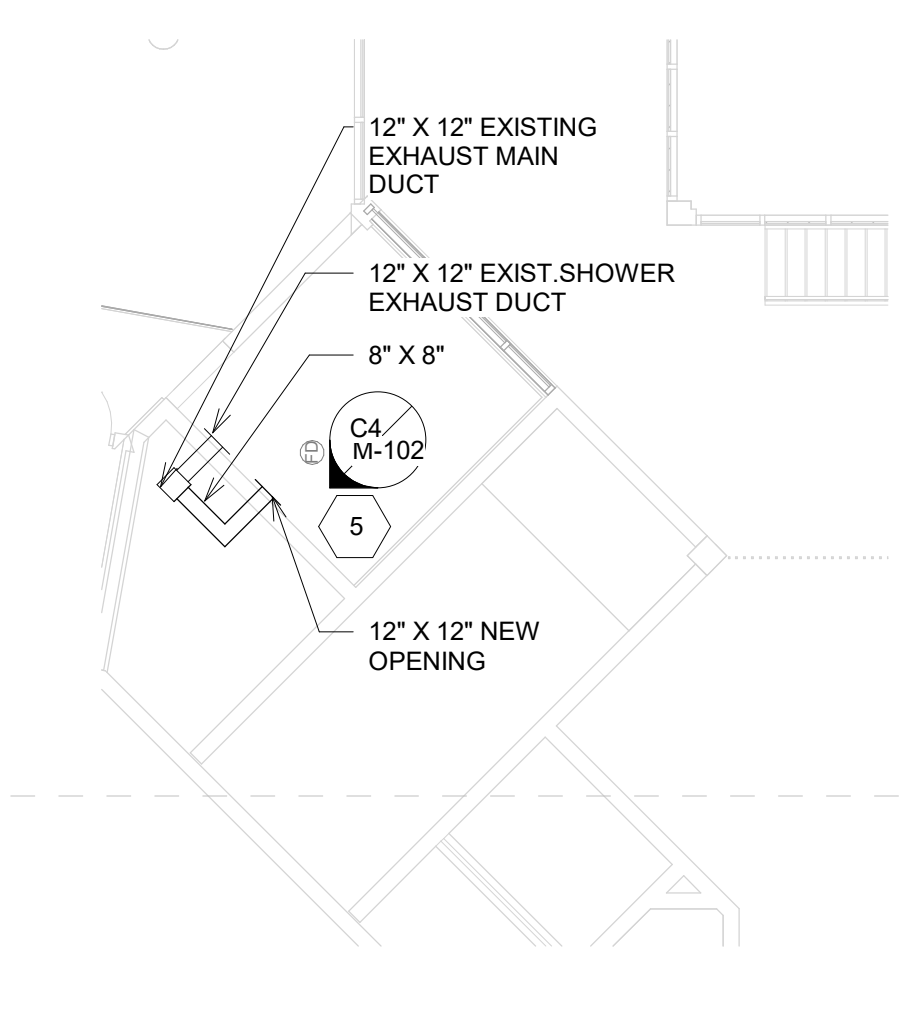 12" X 12" EXISTING
EXHAUST MAIN
DUCT
12" X 12" EXIST.SHOWER
EXHAUST DUCT
8" X 8"
C4
M-102
FD
5
12" X 12" NEW
OPENING